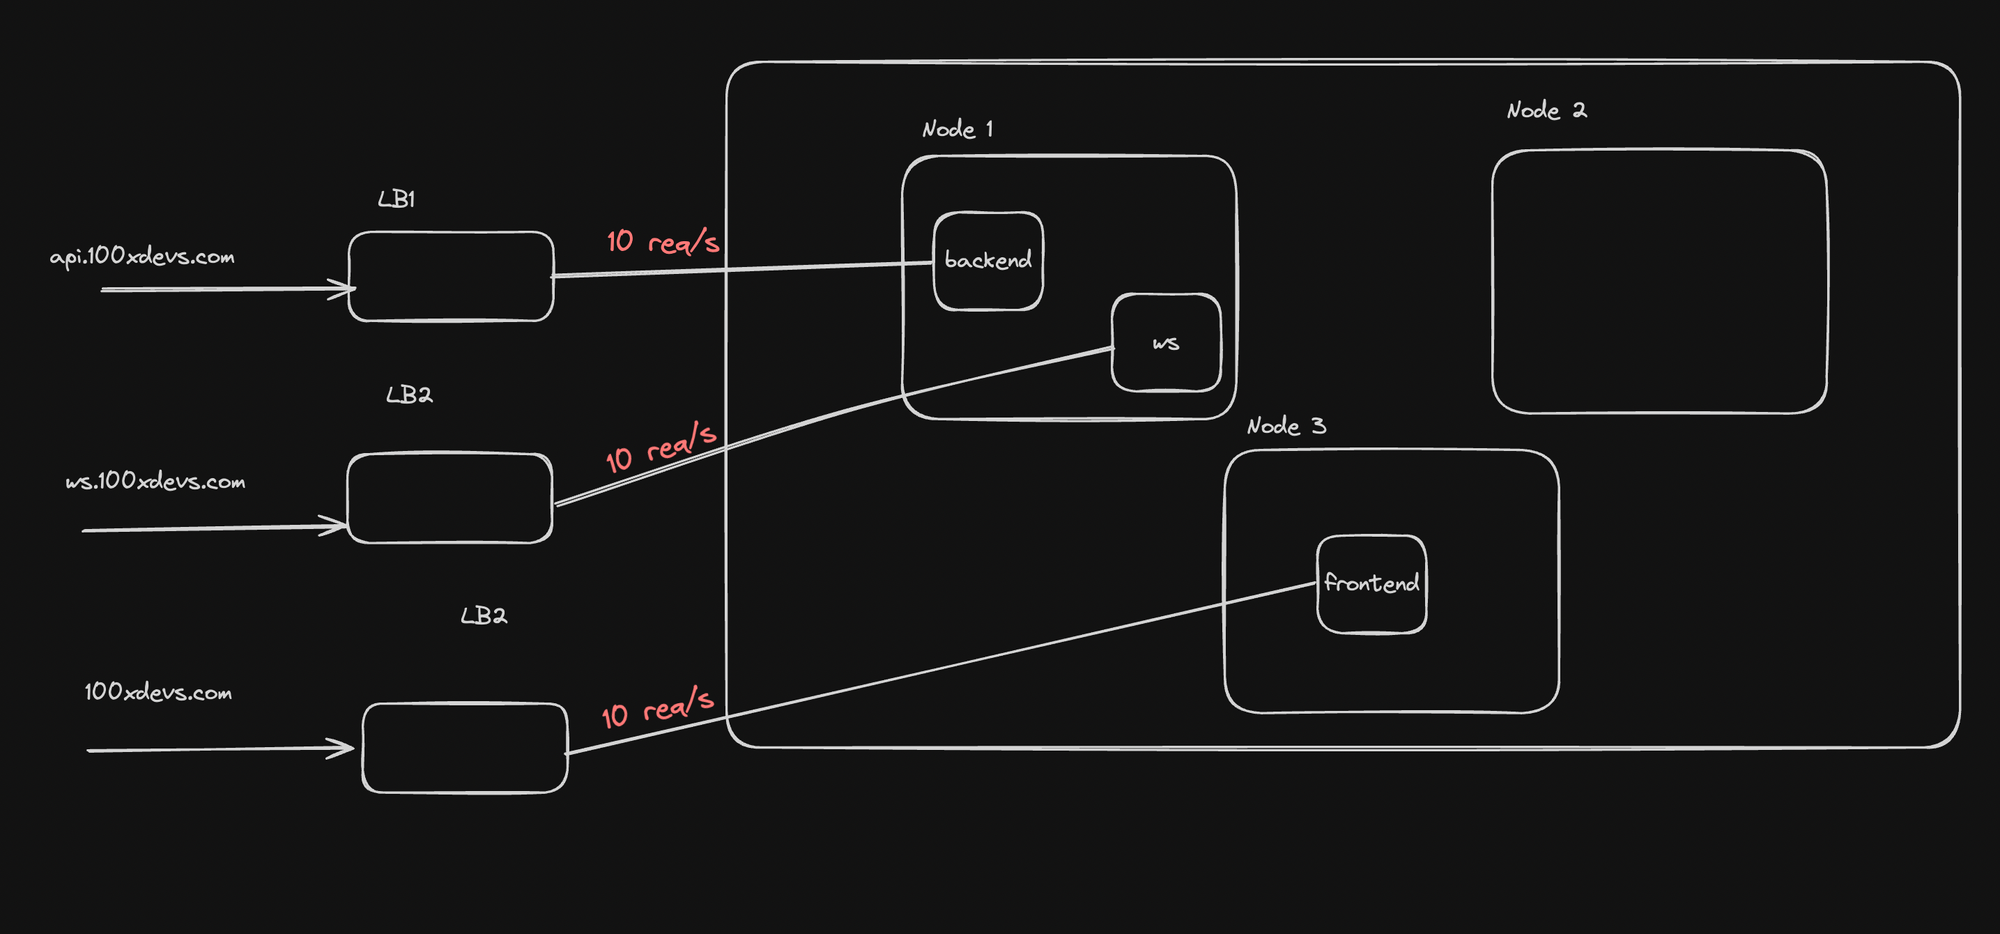 Node 2
Node 1
LB1
10 req/s
api.100xdevs.com
backend
ws
LB2
Node 3
10 req/s
ws.100xdevs.com
frontend
LB2
100xdevs.com
10 req/s